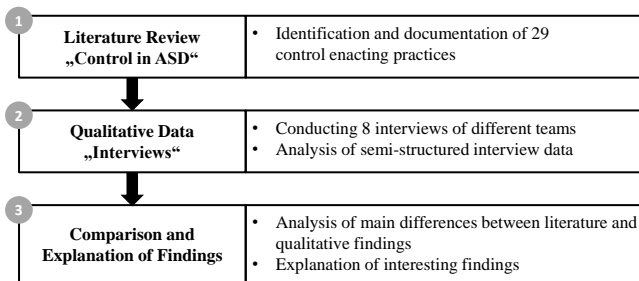 1
Literature Review
„Control in ASD“
• Identification and documentation of 29
control enacting practices
2
Qualitative Data
„Interviews“
• Conducting 8 interviews of different teams
• Analysis of semi-structured interview data
3
Comparison and
Explanation of Findings
• Analysis of main differences between literature and
qualitative findings
• Explanation of interesting findings